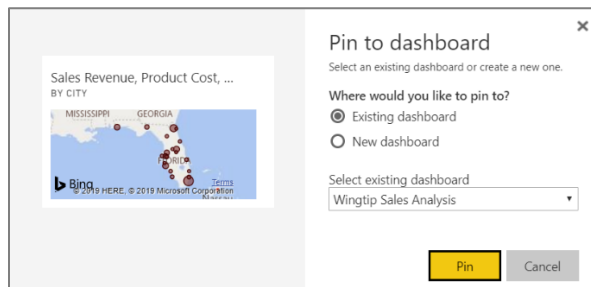 Sales Revenue, Product Cost, ...
BY CITY
MISSISSIPPI GEORGIA
FLORIDA
Bing
Terms
© 2019 HERE, © 2019 Microsoft Corporation
Nassau
Pin to dashboard
Select an existing dashboard or create a new one.
Where would you like to pin to?
Existing dashboard
New dashboard
Select existing dashboard
Wingtip Sales Analysis
Pin Cancel